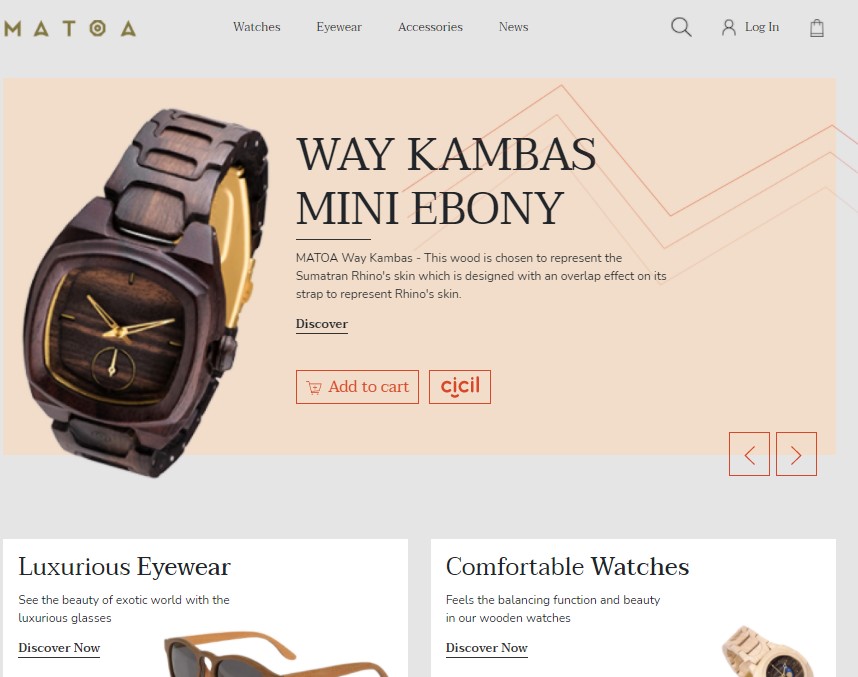 MATOA
Watches Eyewear Accessories News
Log In
WAY KAMBAS
MINI EBONY
MATOA Way Kambas - This wood is chosen to represent the
Sumatran Rhino's skin which is designed with an overlap effect on its
strap to represent Rhino's skin.
Discover
Add to cart
cicil
Luxurious Eyewear
See the beauty of exotic world with the
luxurious glasses
Discover Now
Comfortable Watches
Feels the balancing function and beauty
in our wooden watches
Discover Now